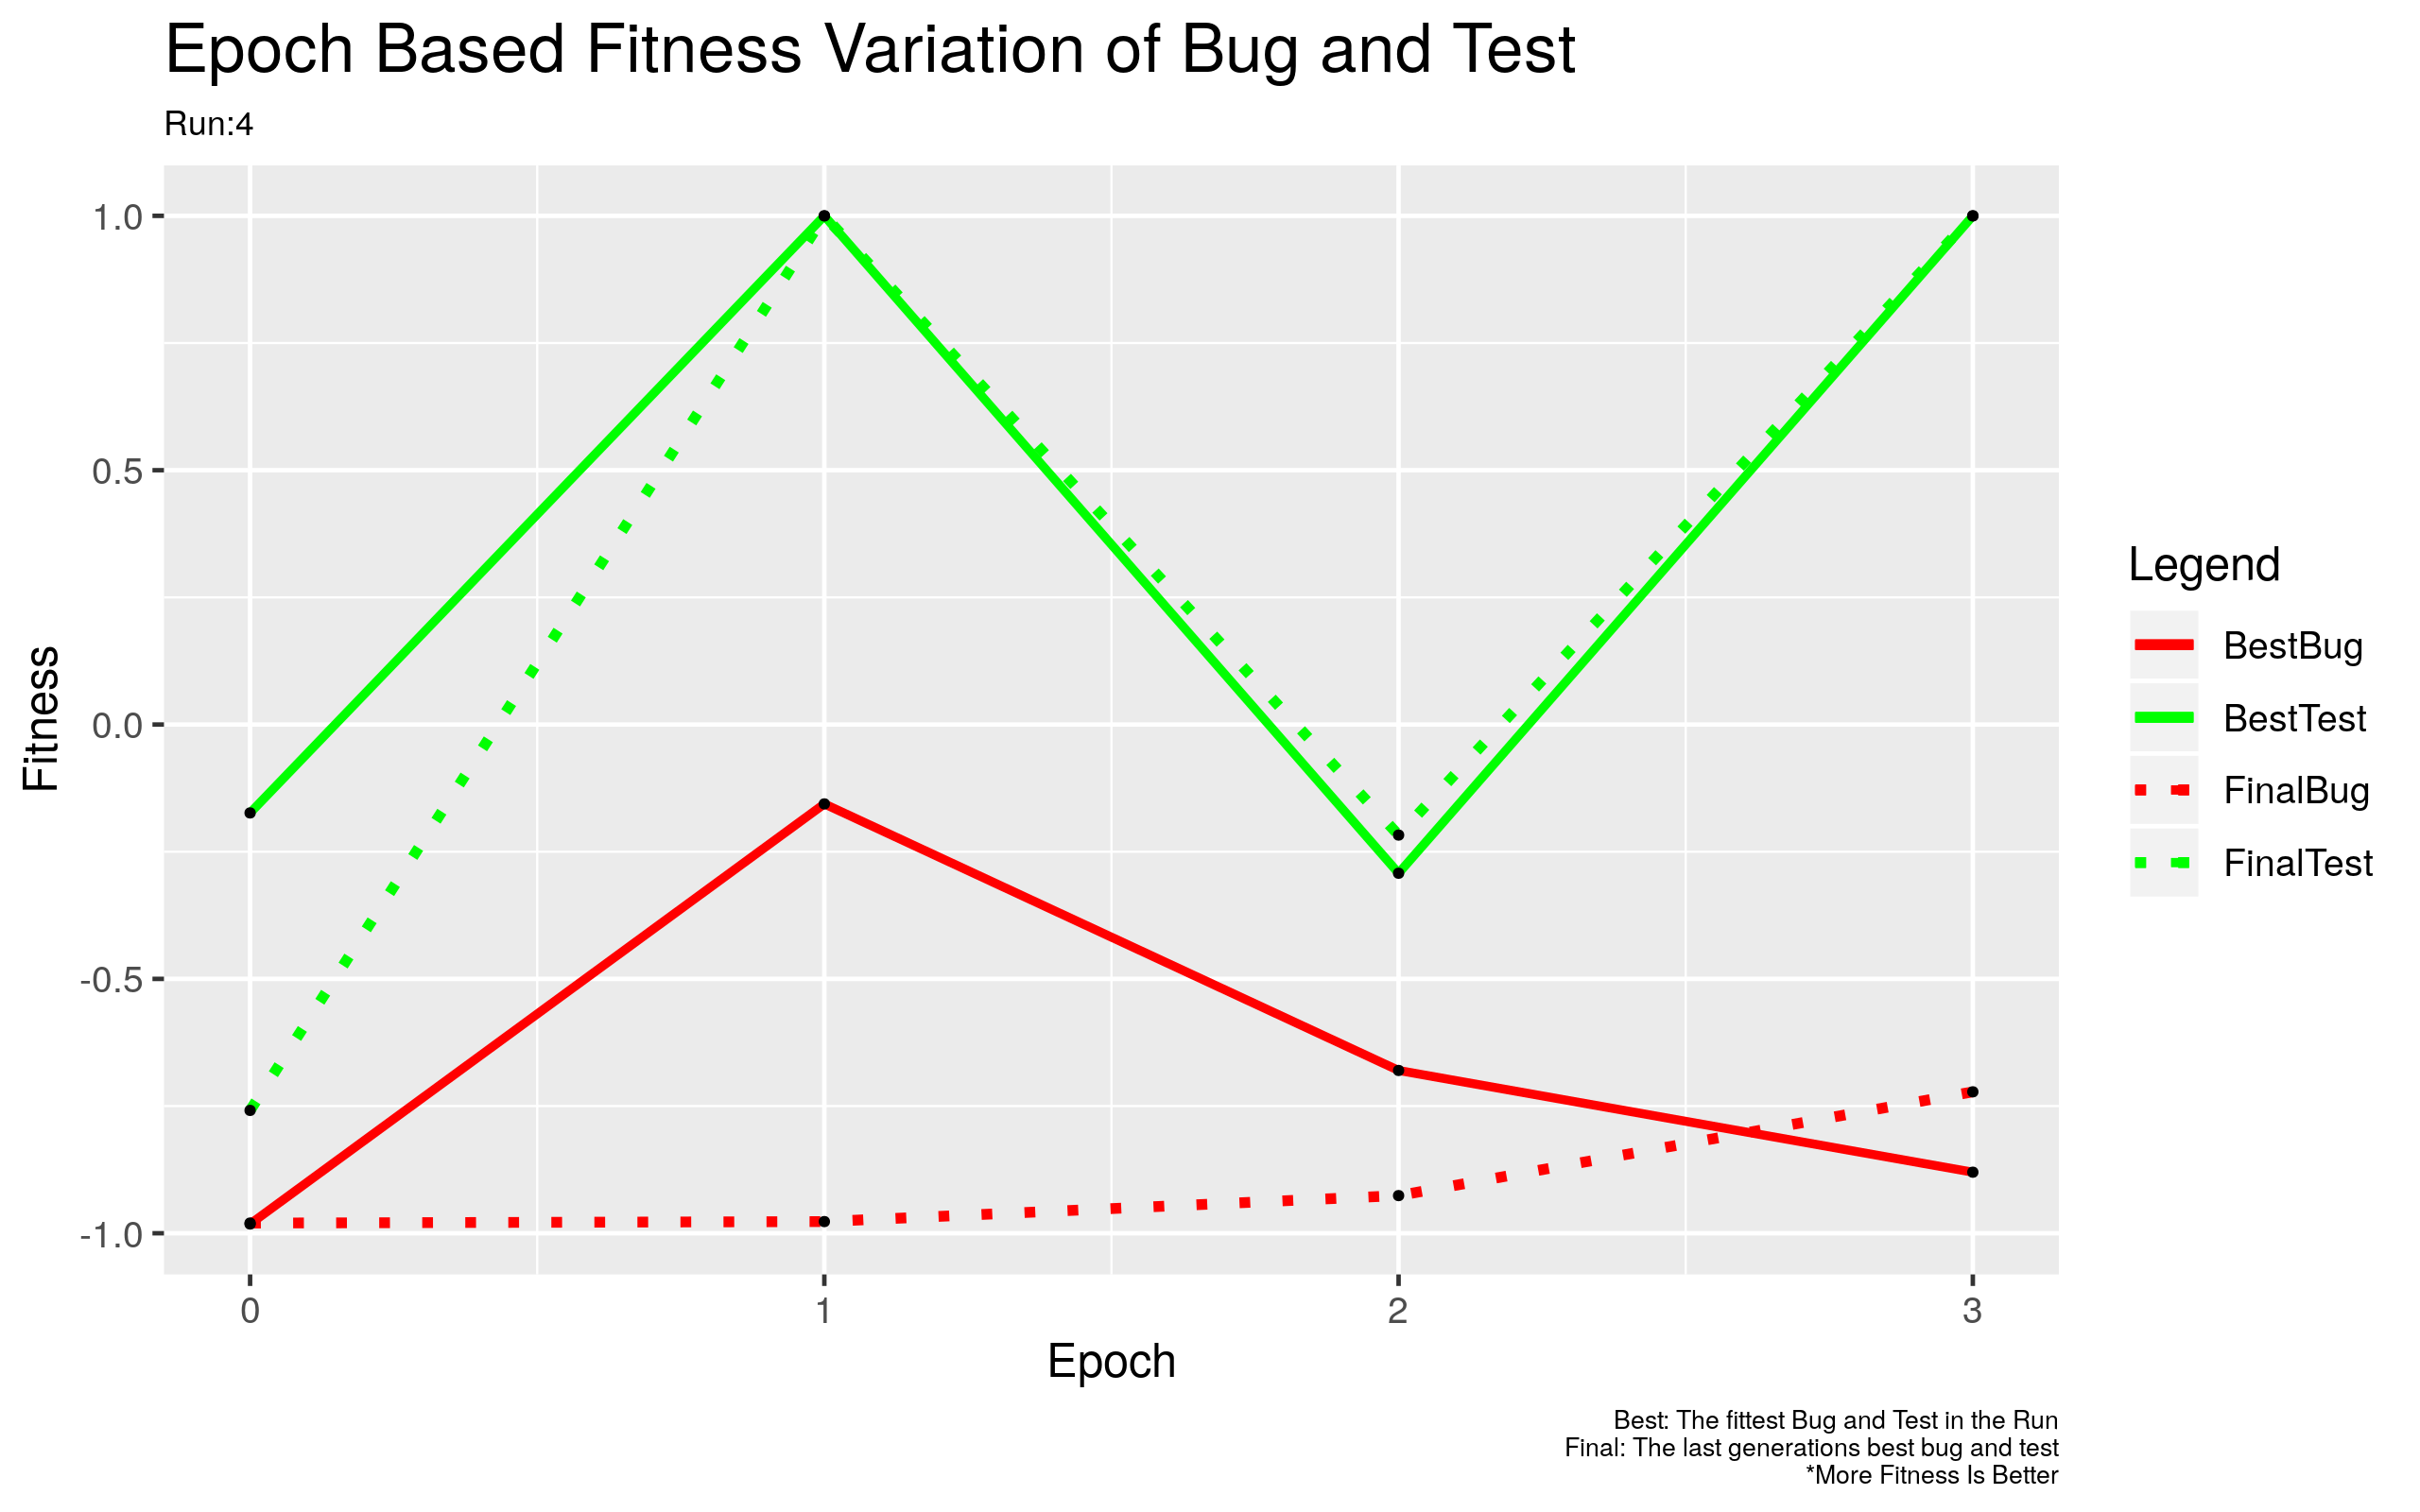 Epoch Based Fitness Variation of Bug and Test
Run:4
Fitness
1.0
0.5
0.0
-0.5
-1.0
0 1 2 3
Epoch
Legend
BestBug
BestTest
FinalBug
FinalTest
Best: The fittest Bug and Test in the Run
Final: The last generations best bug and test
*More Fitness Is Better